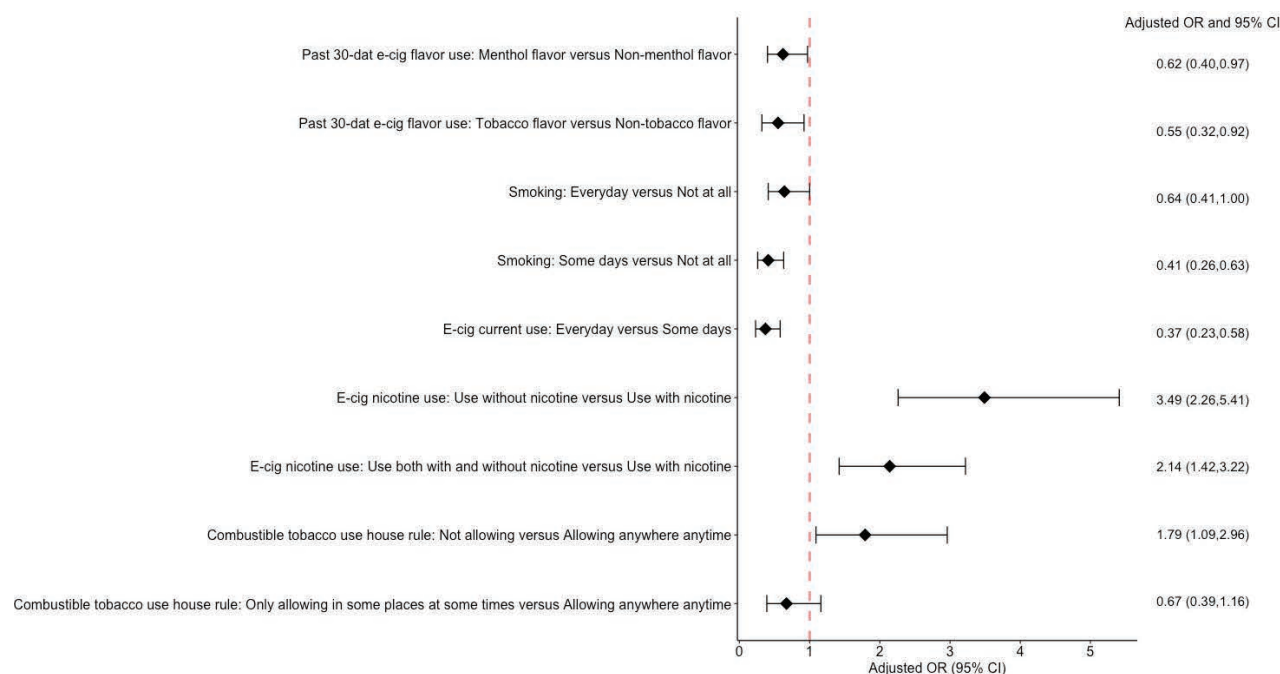 Adjusted OR and 95% CI
Past 30-dat e-cig flavor use: Menthol flavor versus Non-menthol flavor 0.62 (0.40,0.97)
Past 30-dat e-cig flavor use: Tobacco flavor versus Non-tobacco flavor 0.55 (0.32,0.92)
Smoking: Everyday versus Not at all 0.64 (0.41,1.00)
Smoking: Some days versus Not at all 0.41 (0.26,0.63)
E-cig current use: Everyday versus Some days 0.37 (0.23,0.58)
E-cig nicotine use: Use without nicotine versus Use with nicotine 3.49 (2.26,5.41)
E-cig nicotine use: Use both with and without nicotine versus Use with nicotine 2.14 (1.42,3.22)
Combustible tobacco use house rule: Not allowing versus Allowing anywhere anytime 1.79 (1.09,2.96)
Combustible tobacco use house rule: Only allowing in some places at some times versus Allowing anywhere anytime 0.67 (0.39,1.16)
0 1 2 3 4 5
Adjusted OR (95% CI)